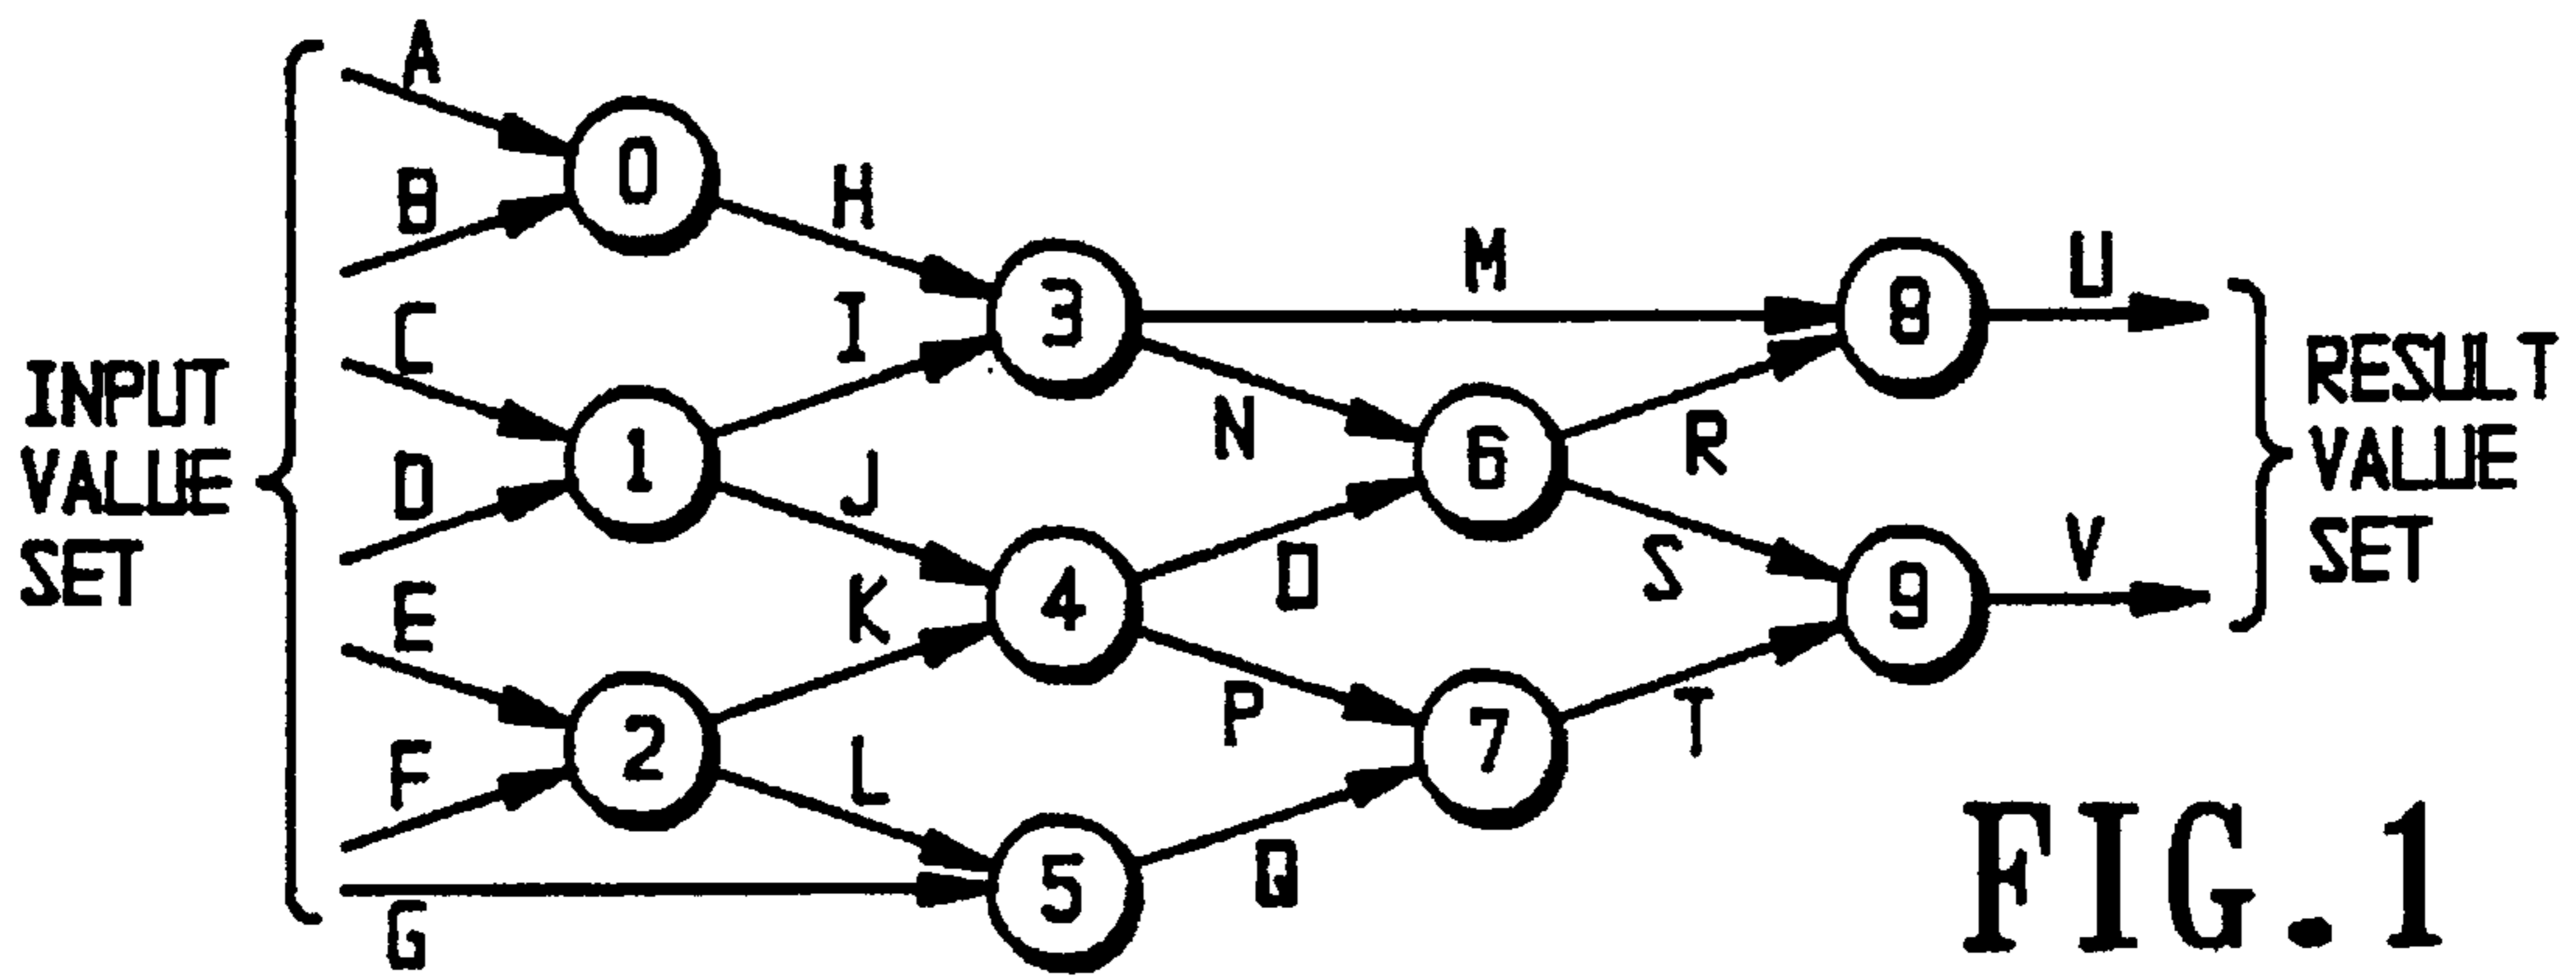 A
B
C
D
E
F
G
INPUT
VALUE
SET
0
1
2
H
I
J
K
L
3
4
5
M
N
O
P
Q
6
7
R
S
T
8
9
U
V
RESULT
VALUE
SET
FIG.1